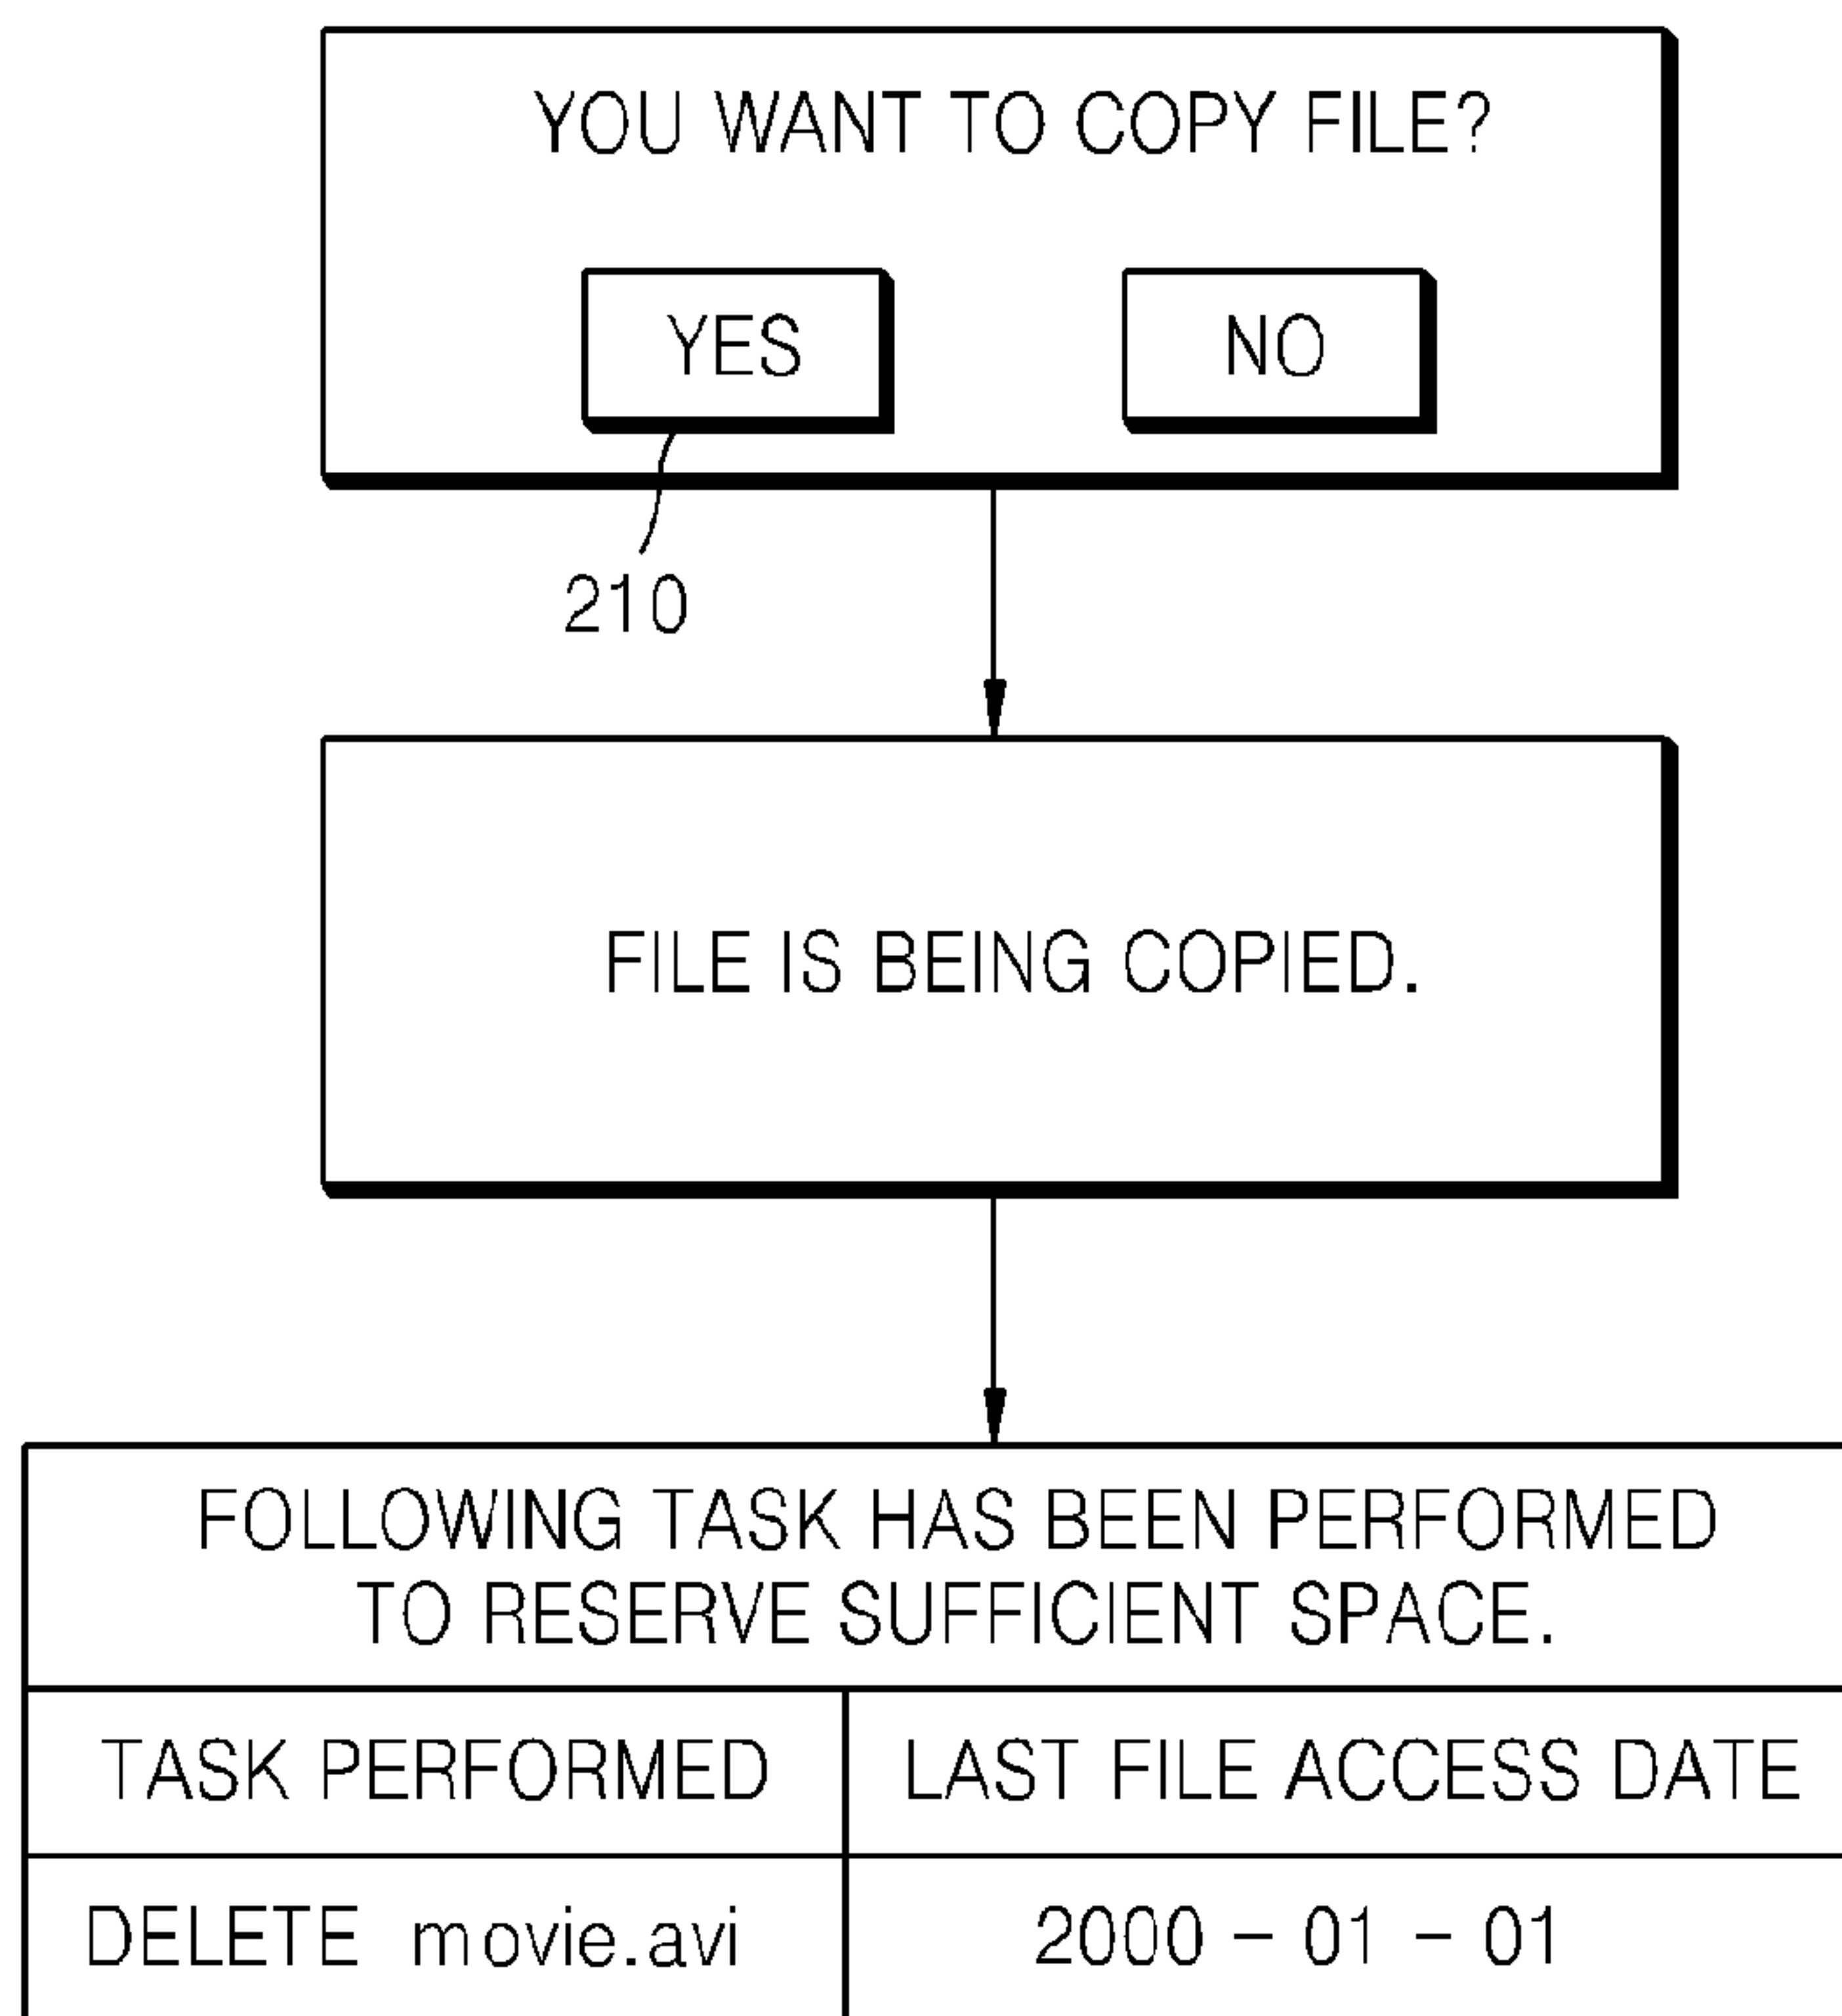 YOU WANT TO COPY FILE?
YES NO
210
FILE IS BEING COPIED.
FOLLOWING TASK HAS BEEN PERFORMED
TO RESERVE SUFFICIENT SPACE.
TASK PERFORMED LAST FILE ACCESS DATE
DELETE movie.avi 2000 – 01 – 01